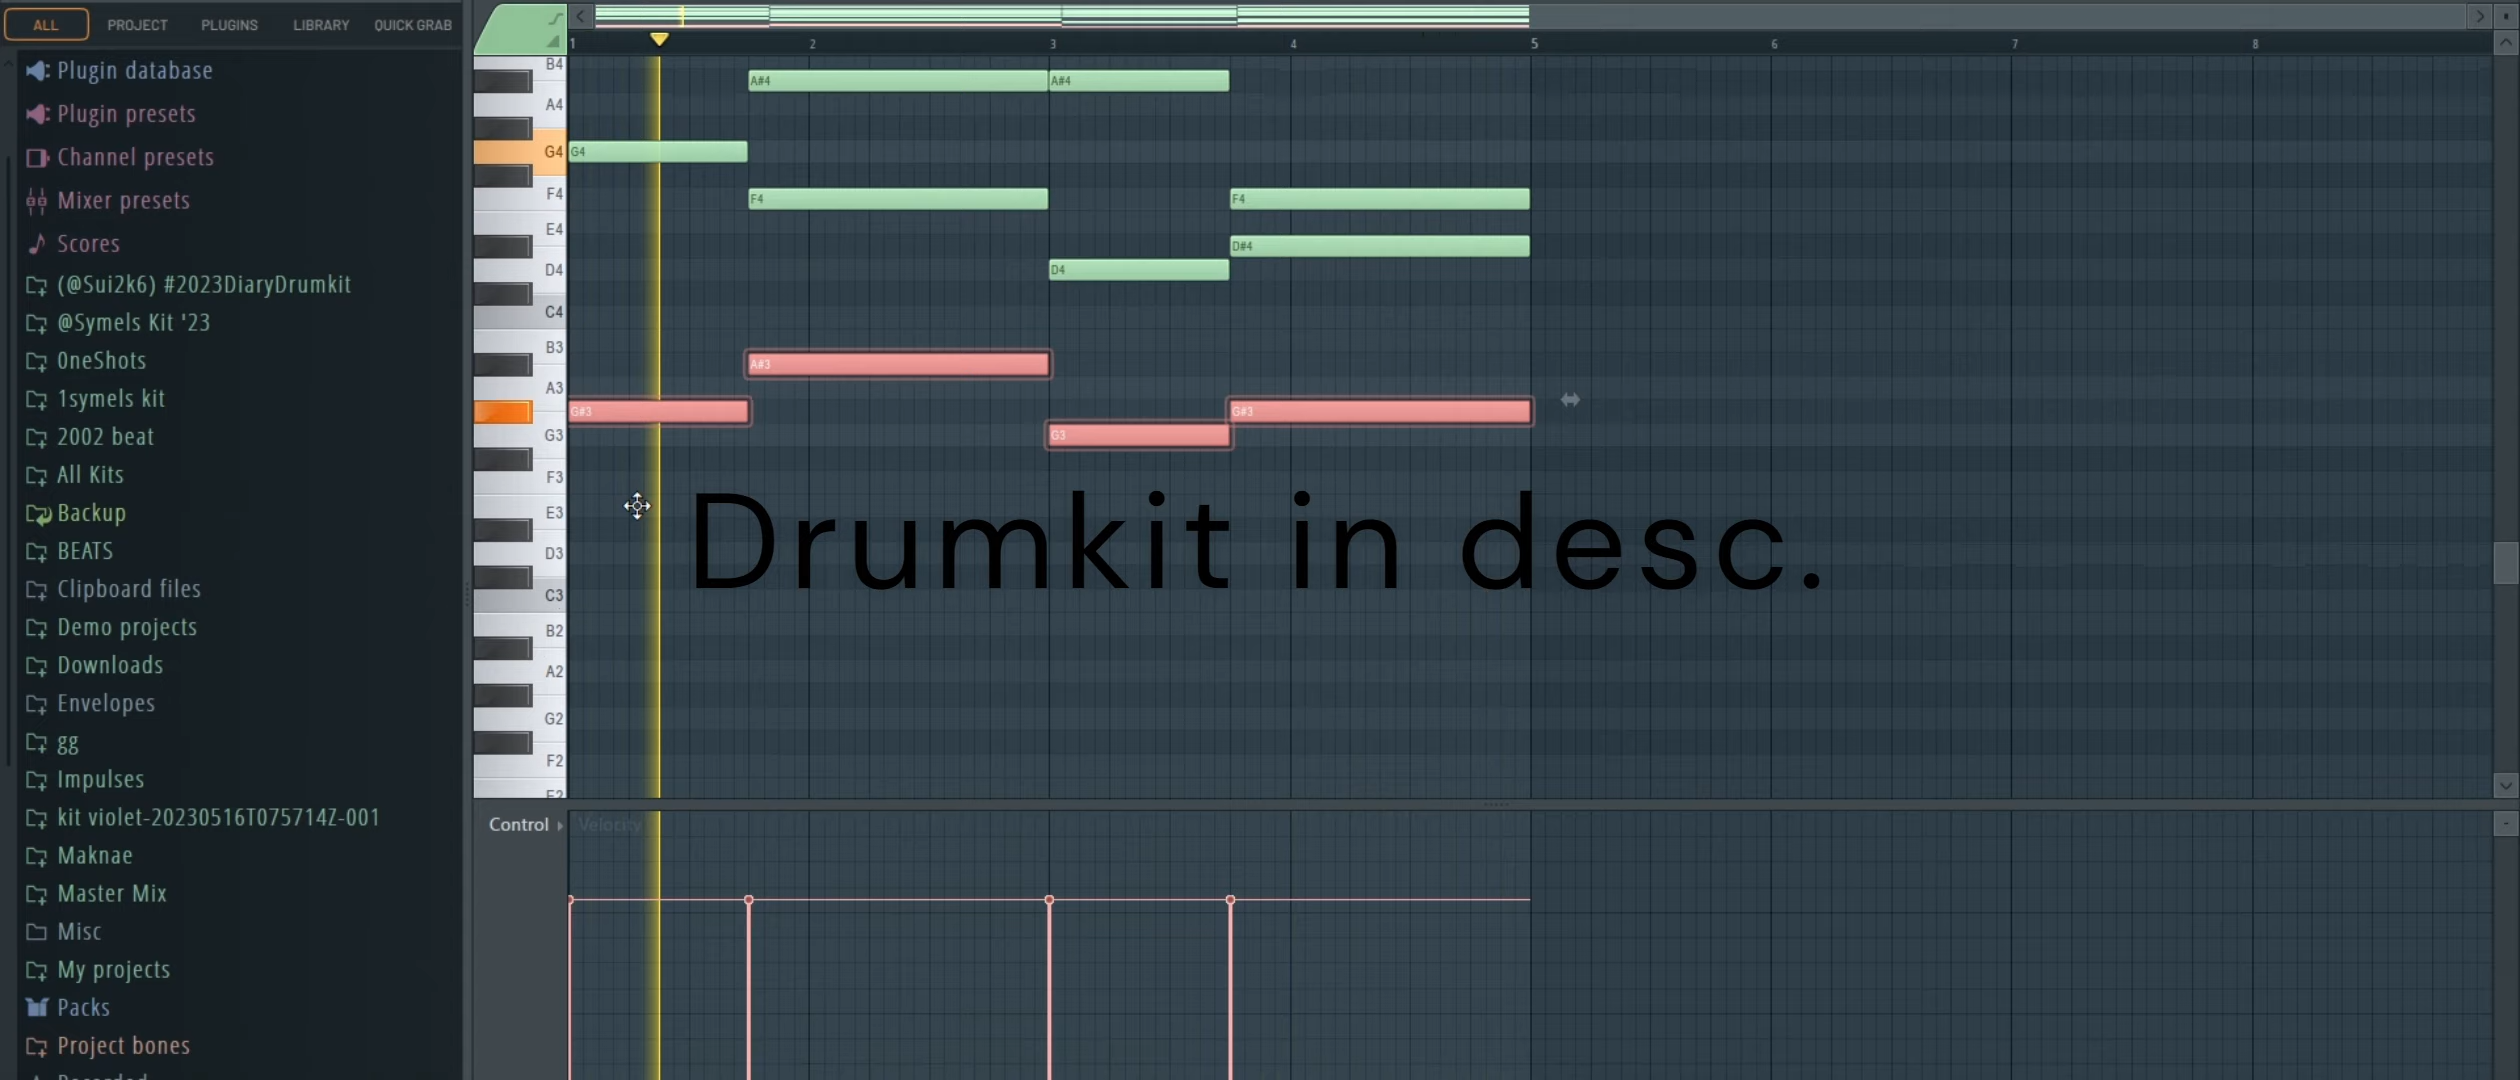 ALL PROJECT PLUGINS LIBRARY QUICK GRAB
Plugin database
Plugin presets
Channel presets
Mixer presets
Scores
(@Sui2k6) #2023DiaryDrumkit
@Symels Kit '23
0neShots
1symels kit
2002 beat
All Kits
Backup
BEATS
Clipboard files
Demo projects
Downloads
Envelopes
gg
Impulses
kit violet-20230516T075714Z-001
Maknae
Master Mix
Misc
My projects
Packs
Project bones
1 2 3 4 5 6 7 8
B4
A4
G4
F4
E4
D4
C4
B3
A3
G3
F3
E3
D3
C3
B2
A2
G2
F2
E2
A#4 A#4
G4
F4 F4
D#4
D4
A#3
G#3 G#3
G3
Drumkit in desc.
Control Velocity